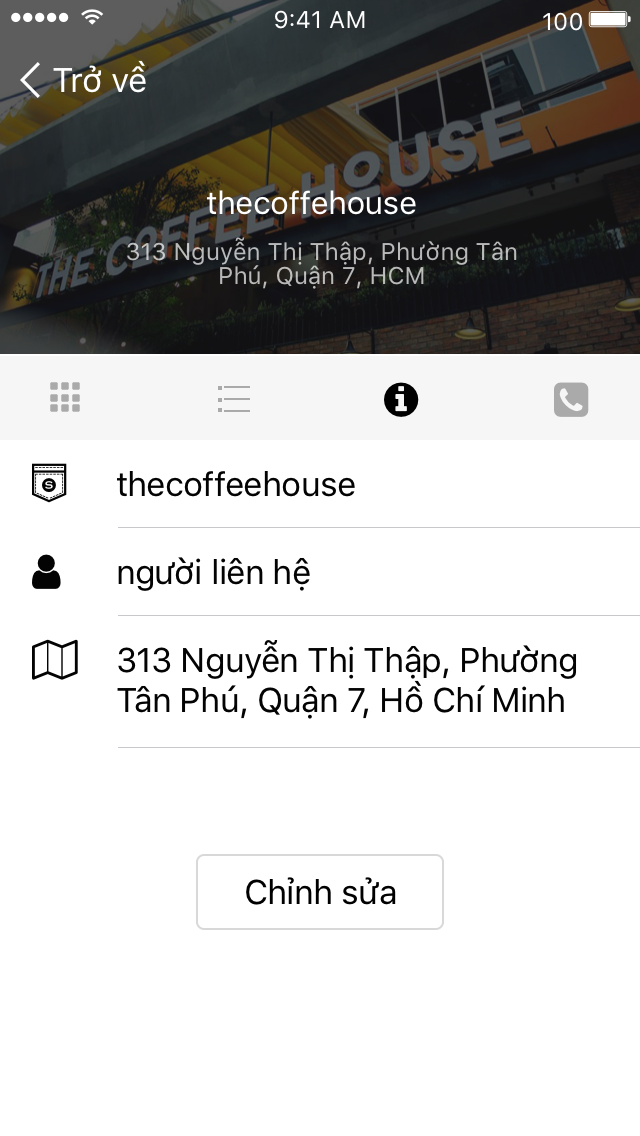 9:41 AM
100
Trở về
THE COFFEE HOUSE
thecoffehouse
313 Nguyễn Thị Thập, Phường Tân
Phú, Quận 7, HCM
thecoffeehouse
người liên hệ
313 Nguyễn Thị Thập, Phường
Tân Phú, Quận 7, Hồ Chí Minh
Chỉnh sửa